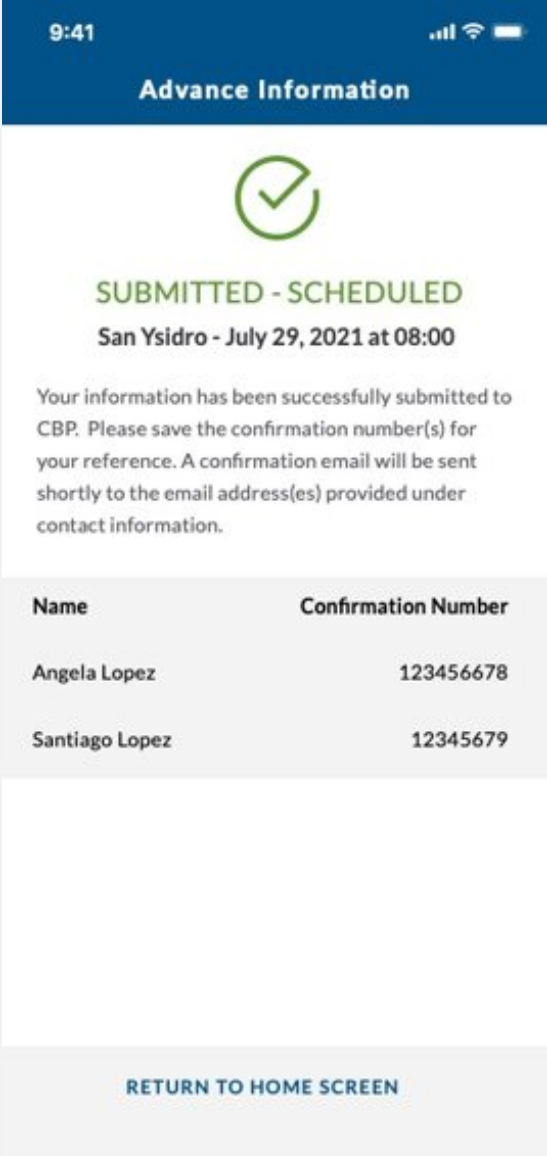 9:41
Advance Information
SUBMITTED - SCHEDULED
San Ysidro - July 29, 2021 at 08:00
Your information has been successfully submitted to
CBP. Please save the confirmation number(s) for
your reference. A confirmation email will be sent
shortly to the email address(es) provided under
contact information.
Name Confirmation Number
Angela Lopez 123456678
Santiago Lopez 12345679
RETURN TO HOME SCREEN